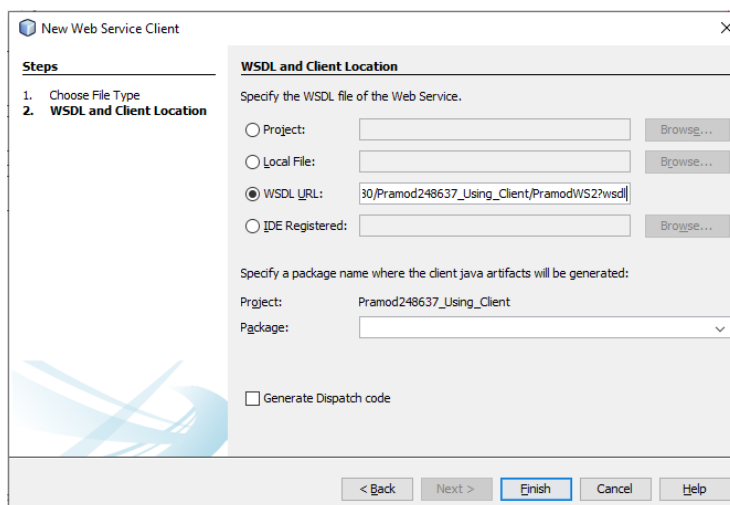 New Web Service Client
Steps
1. Choose File Type
2. WSDL and Client Location
WSDL and Client Location
Specify the WSDL file of the Web Service.
Project: Browse...
Local File: Browse...
WSDL URL: 30/Pramod248637_Using_Client/PramodWS2?wsdl
IDE Registered: Browse...
Specify a package name where the client java artifacts will be generated:
Project: Pramod248637_Using_Client
Package:
Generate Dispatch code
< Back Next > Finish Cancel Help